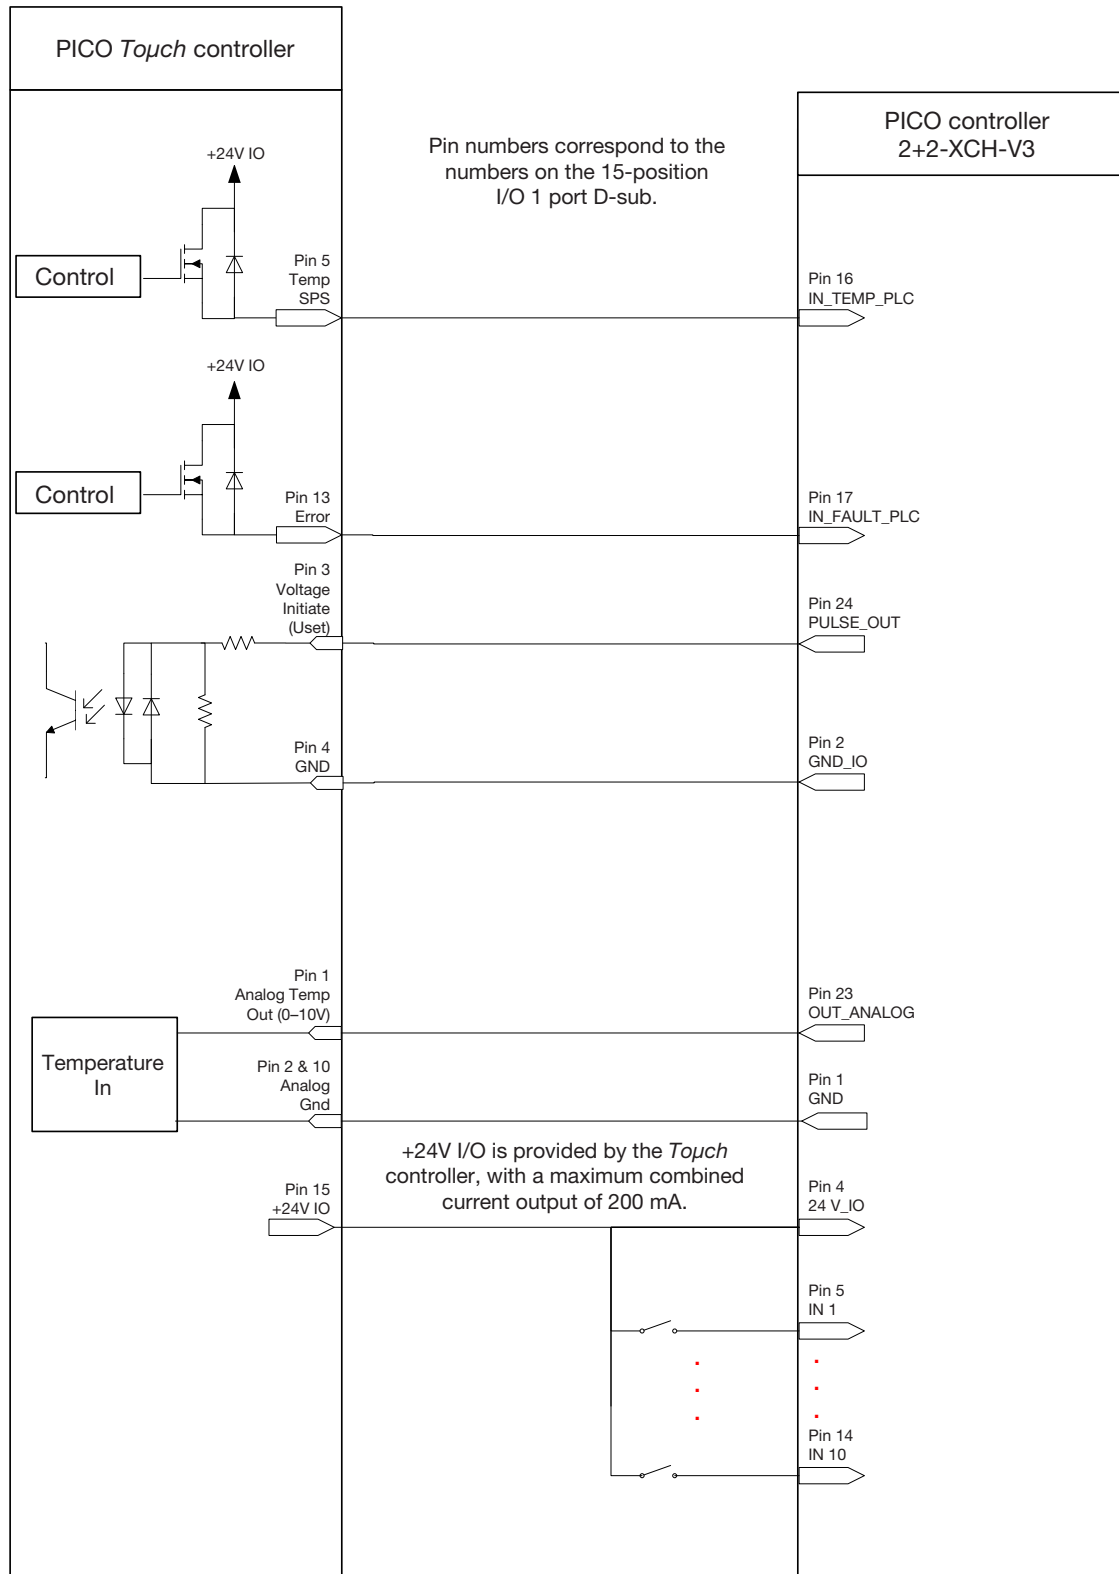 PICO Toµch controller
PICO controller
2+2-XCH-V3
Pin numbers correspond to the
numbers on the 15-position
I/O 1 port D-sub.
+24V IO
Control
Pin 5
Temp
SPS
Pin 16
IN_TEMP_PLC
+24V IO
Control
Pin 13
Error
Pin 17
IN_FAULT_PLC
Pin 3
Voltage
Initiate
(Uset)
Pin 24
PULSE_OUT
Pin 4
GND
Pin 2
GND_IO
Pin 1
Analog Temp
Out (0–10V)
Pin 23
OUT_ANALOG
Temperature
In
Pin 2 & 10
Analog
Gnd
Pin 1
GND
+24V I/O is provided by the Toµch
controller, with a maximum combined
current output of 200 mA.
Pin 15
+24V IO
Pin 4
24 V_IO
Pin 5
IN 1
Pin 14
IN 10